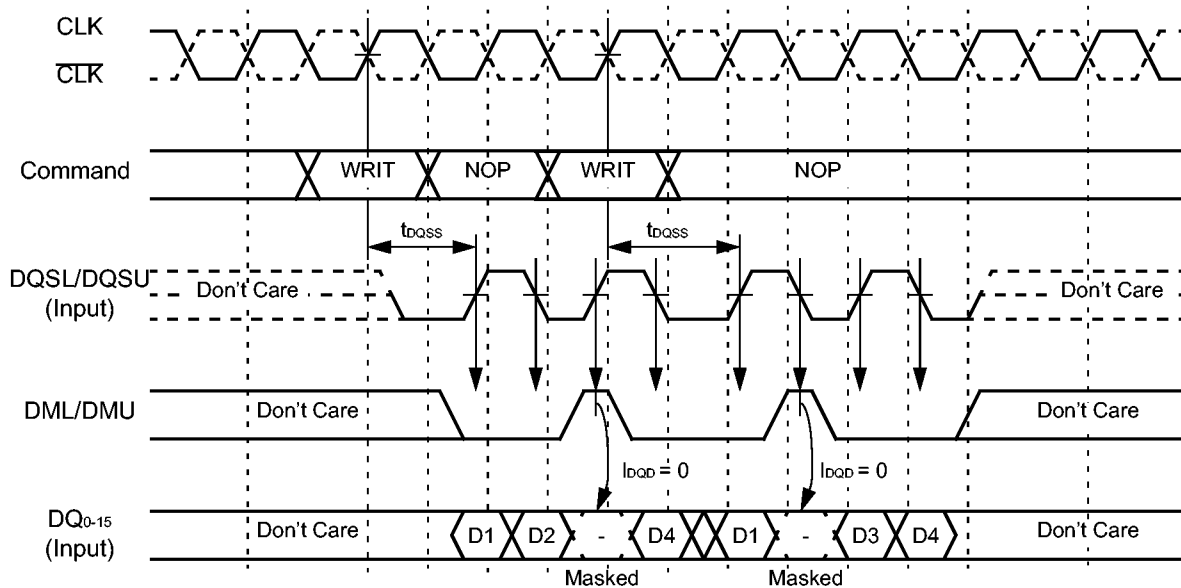 CLK
CLK
Command
WRIT
NOP
WRIT
NOP
tDQSS
tDQSS
DQSL/DQSU
(Input)
Don't Care
Don't Care
DML/DMU
Don't Care
Don't Care
lDQD = 0
lDQD = 0
DQ0-15
(Input)
Don't Care
D1
D2
-
D4
D1
-
D3
D4
Don't Care
Masked
Masked